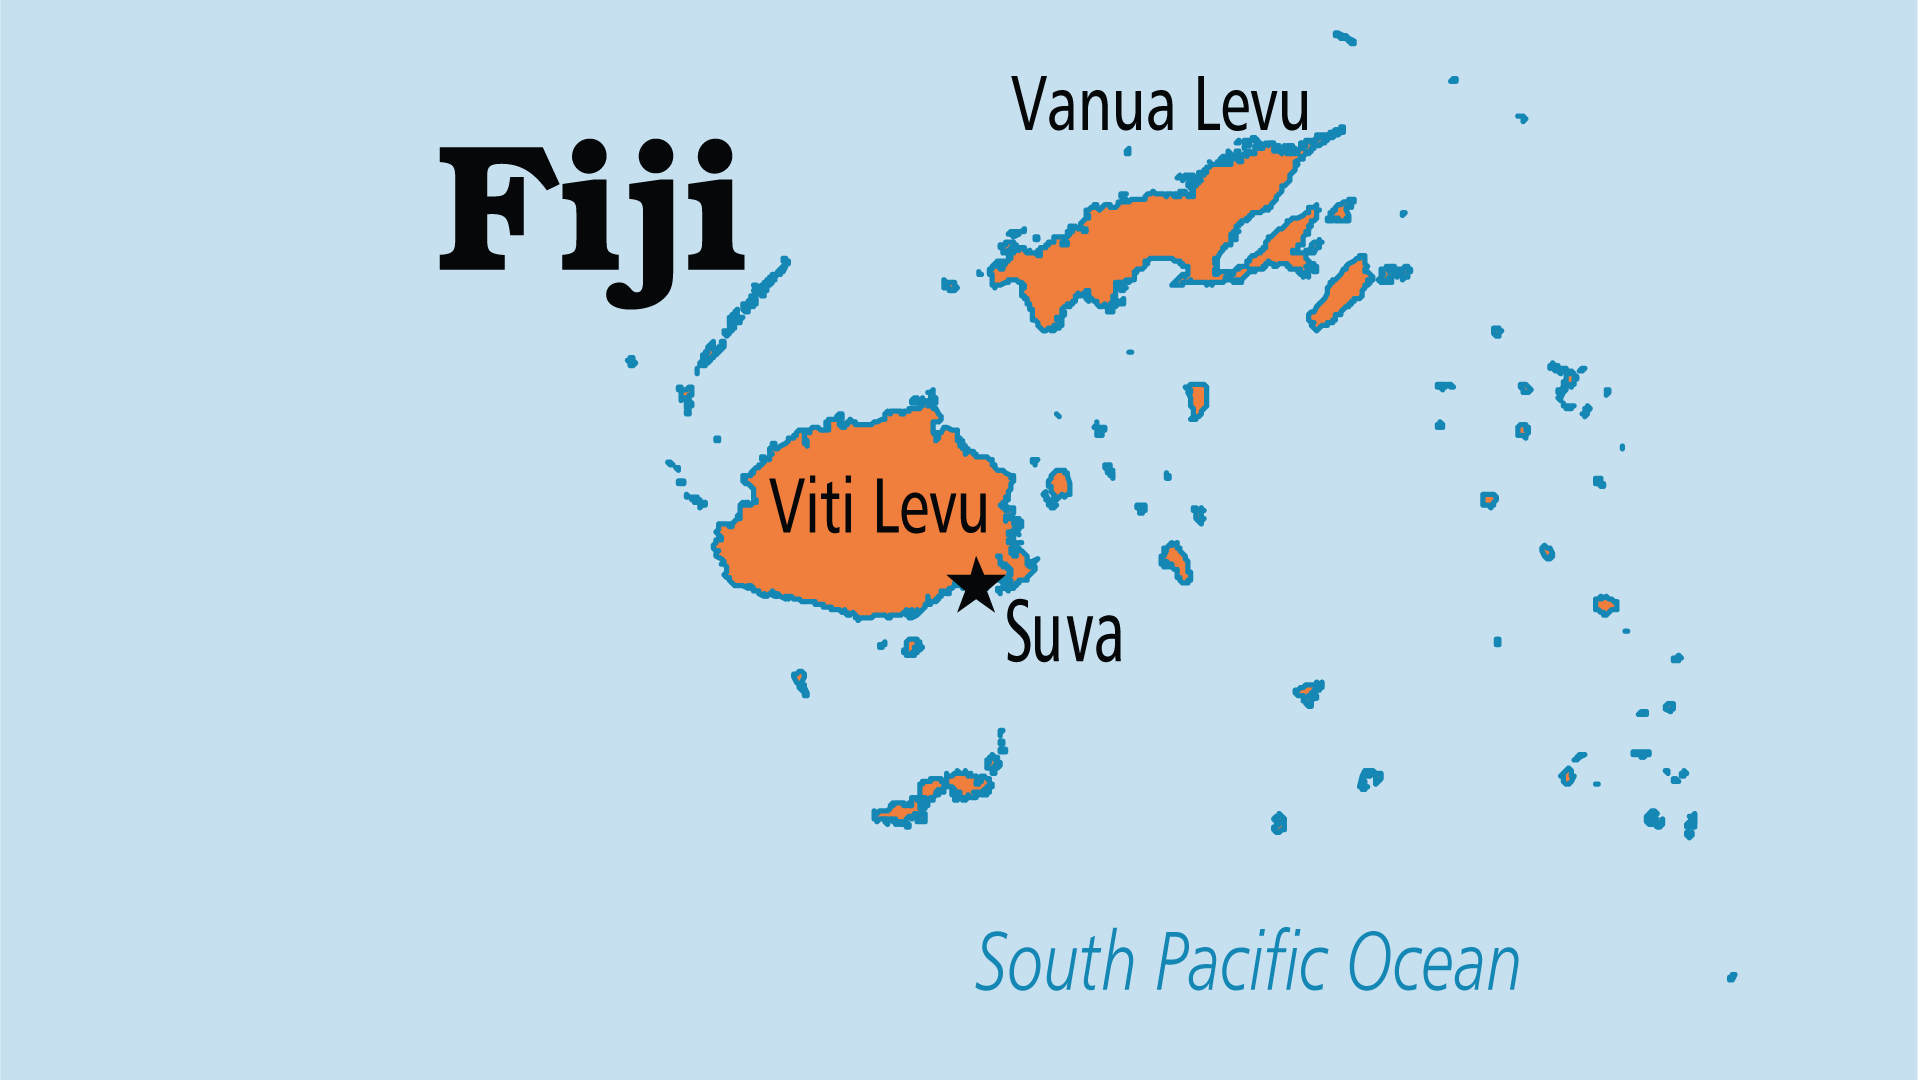 Vanua Levu
Fiji
Viti Levu
Suva
South Pacific Ocean